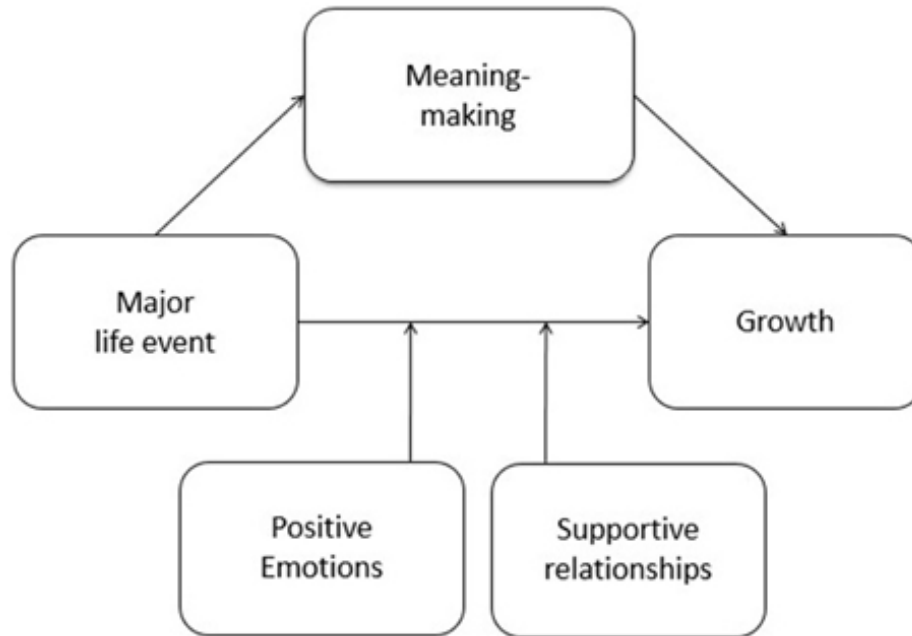 Meaning-
making
Major
life event
Growth
Positive
Emotions
Supportive
relationships